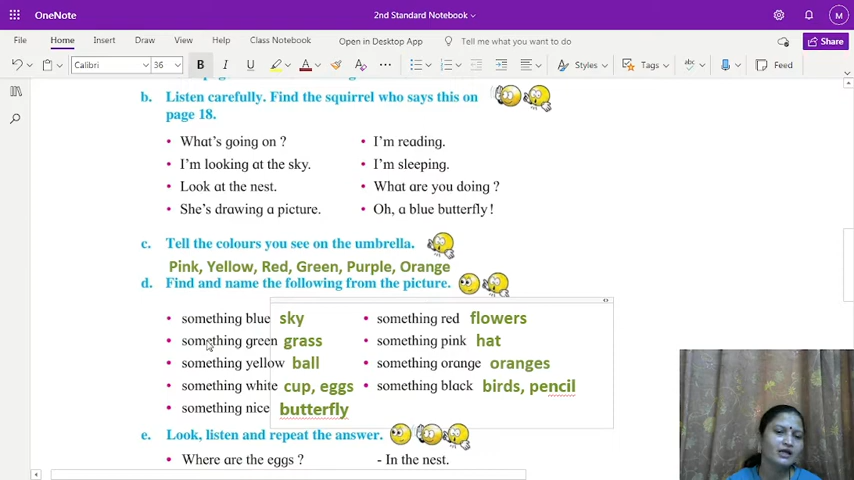 OneNote
2nd Standard Notebook
M
File
Home
Insert
Draw
View
Class Notebook
Open in Desktop App
Tell me what you want to do
Share
Calibri
36
B
I
U
A
Styles
Tags
abc
Feed
b. Listen carefully. Find the squirrel who says this on
page 18.
• What's going on ? • I'm reading.
• I'm looking at the sky. • I'm sleeping.
• Look at the nest. • What are you doing ?
• She's drawing a picture. • Oh, a blue butterfly !
c. Tell the colours you see on the umbrella.
Pink, Yellow, Red, Green, Purple, Orange
d. Find and name the following from the picture.
• something blue sky • something red flowers
• something green grass • something pink hat
• something yellow ball • something orange oranges
• something white cup, eggs • something black birds, pencil
• something nice butterfly
e. Look, listen and repeat the answer.
• Where are the eggs ? - In the nest.